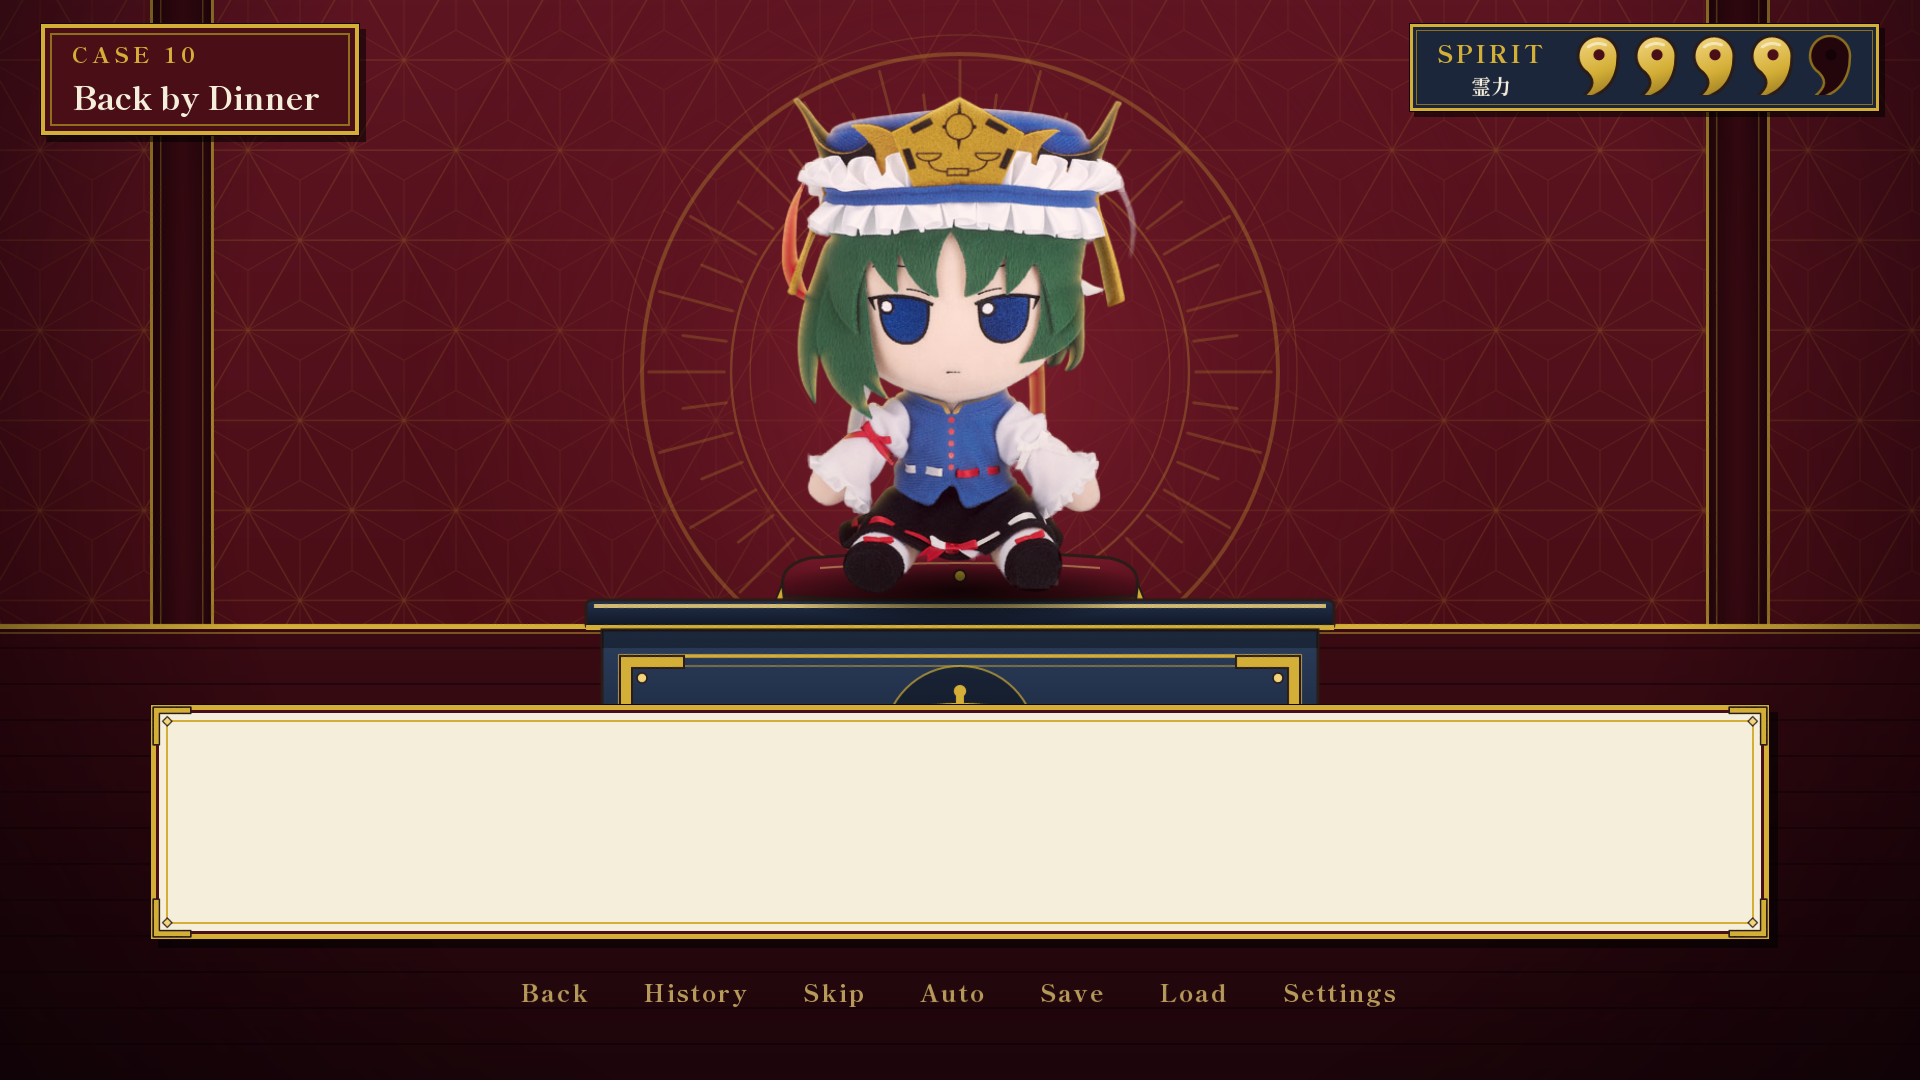 CASE 10
Back by Dinner
SPIRIT
霊力
Back
History
Skip
Auto
Save
Load
Settings